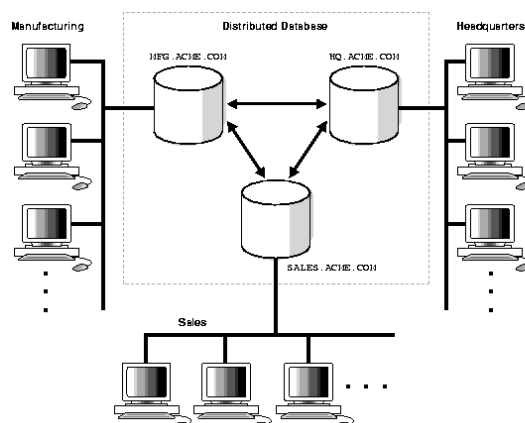 Manufacturing
Distributed Database
Headquarters
MFG.ACME.COM
HQ.ACME.COM
SALES.ACME.COM
Sales